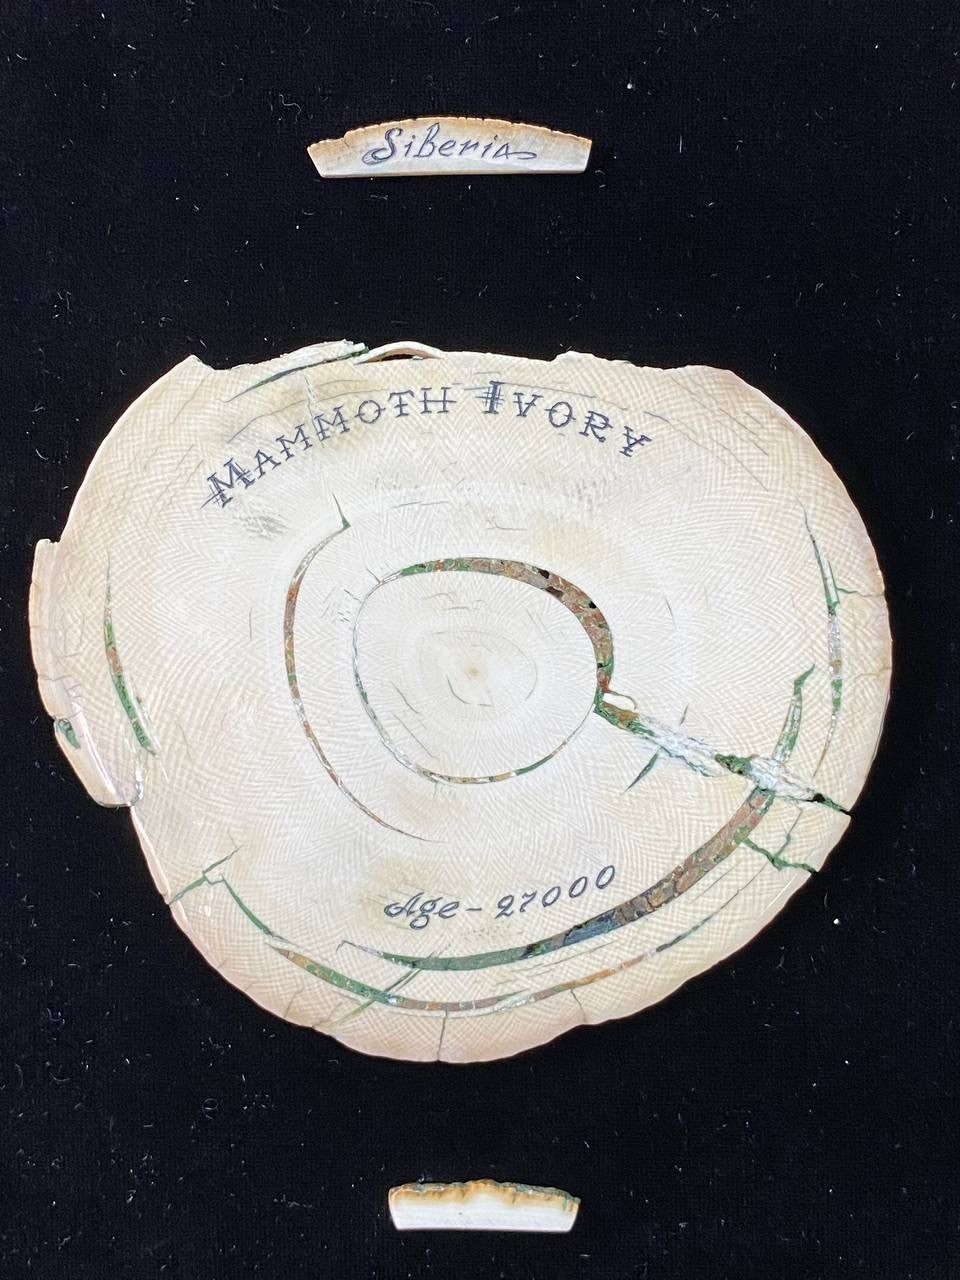 Siberia
Mammoth Ivory
Age - 27000